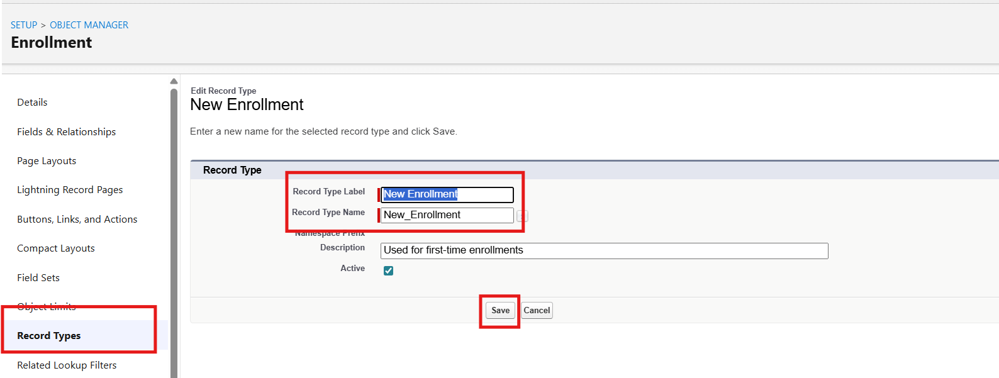 SETUP > OBJECT MANAGER
Enrollment
Details
Fields & Relationships
Page Layouts
Lightning Record Pages
Buttons, Links, and Actions
Compact Layouts
Field Sets
Object Limits
Record Types
Related Lookup Filters
Edit Record Type
New Enrollment
Enter a new name for the selected record type and click Save.
Record Type
Record Type Label New Enrollment
Record Type Name New_Enrollment
Namespace Prefix
Description Used for first-time enrollments
Active
Save Cancel